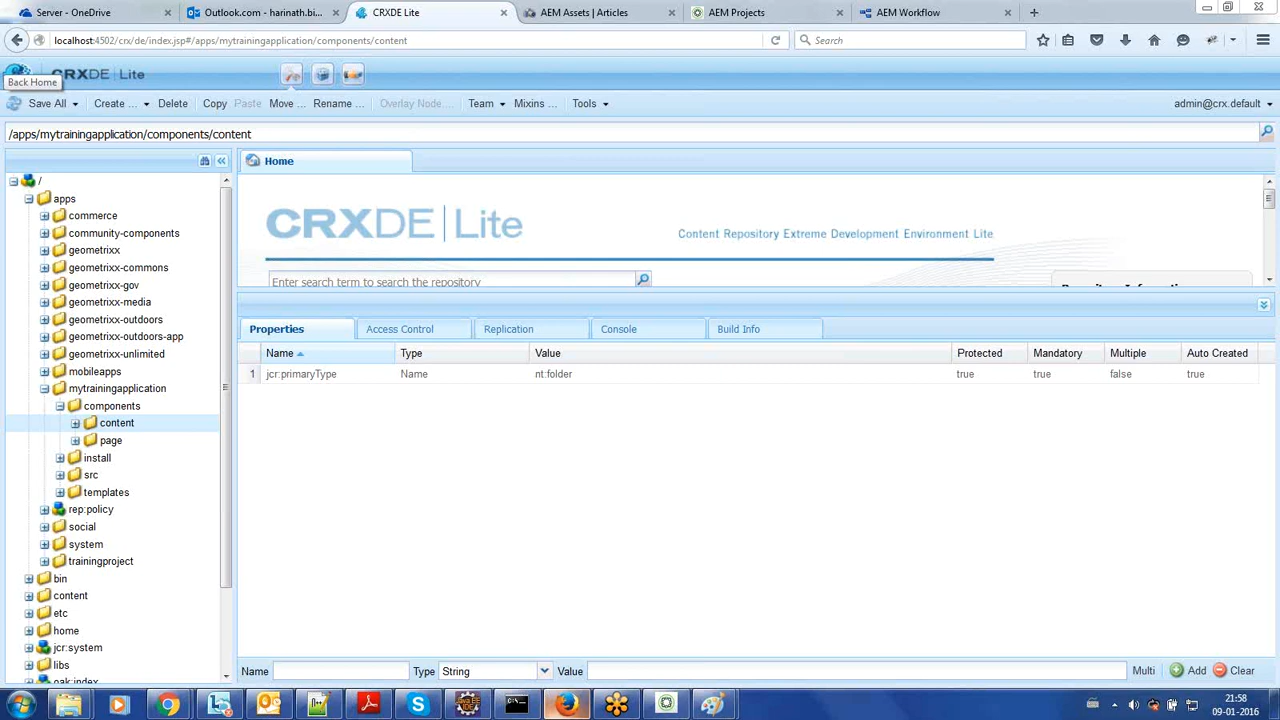 Server - OneDrive × Outlook.com - harinath.bi... × CRXDE Lite × AEM Assets | Articles × AEM Projects × AEM Workflow × +
localhost:4502/crx/de/index.jsp#/apps/mytrainingapplication/components/content Search
CRXDE Lite
Back Home
Save All Create ... Delete Copy Paste Move ... Rename ... Overlay Node... Team Mixins ... Tools admin@crx.default
/apps/mytrainingapplication/components/content
Home
/
apps
commerce
community-components
geometrixx
geometrixx-commons
geometrixx-gov
geometrixx-media
geometrixx-outdoors
geometrixx-outdoors-app
geometrixx-unlimited
mobileapps
mytrainingapplication
components
content
page
install
src
templates
rep:policy
social
system
trainingproject
bin
content
etc
home
jcr:system
libs
oak:index
CRXDE | Lite
Content Repository Extreme Development Environment Lite
Enter search term to search the repository
Repository Information
Properties Access Control Replication Console Build Info
Name Type Value Protected Mandatory Multiple Auto Created
1 jcr:primaryType Name nt:folder true true false true
Name Type String Value Multi Add Clear
21:58
09-01-2016